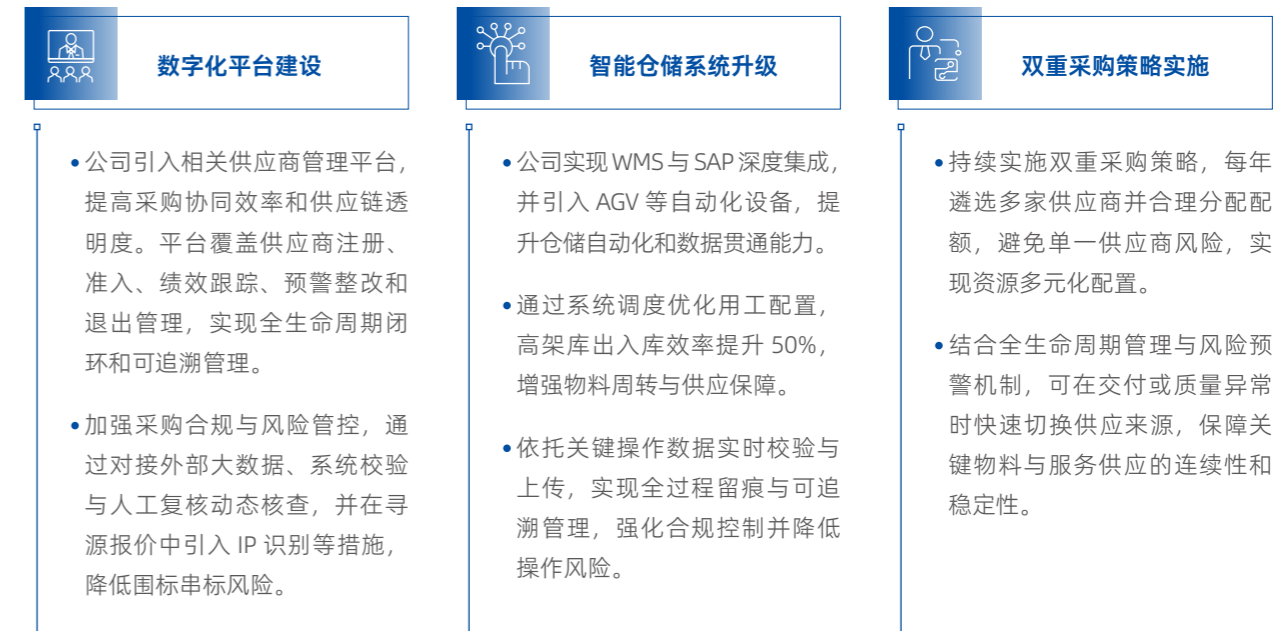 数字化平台建设
•公司引入相关供应商管理平台，
提高采购协同效率和供应链透
明度。平台覆盖供应商注册、
准入、绩效跟踪、预警整改和
退出管理，实现全生命周期闭
环和可追溯管理。
•加强采购合规与风险管控，通
过对接外部大数据、系统校验
与人工复核动态核查，并在寻
源报价中引入 IP 识别等措施，
降低围标串标风险。
智能仓储系统升级
•公司实现 WMS 与 SAP 深度集成，
并引入 AGV 等自动化设备，提
升仓储自动化和数据贯通能力。
•通过系统调度优化用工配置，
高架库出入库效率提升 50%，
增强物料周转与供应保障。
•依托关键操作数据实时校验与
上传，实现全过程留痕与可追
溯管理，强化合规控制并降低
操作风险。
双重采购策略实施
•持续实施双重采购策略，每年
遴选多家供应商并合理分配配
额，避免单一供应商风险，实
现资源多元化配置。
•结合全生命周期管理与风险预
警机制，可在交付或质量异常
时快速切换供应来源，保障关
键物料与服务供应的连续性和
稳定性。